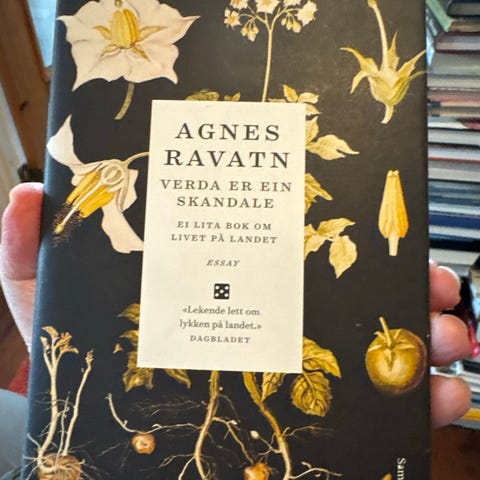 AGNES
RAVATN
VERDA ER EIN
SKANDALE
EI LITA BOK OM
LIVET PÅ LANDET
ESSAY
«Lekende lett om
lykken på landet.»
DAGBLADET
Sam